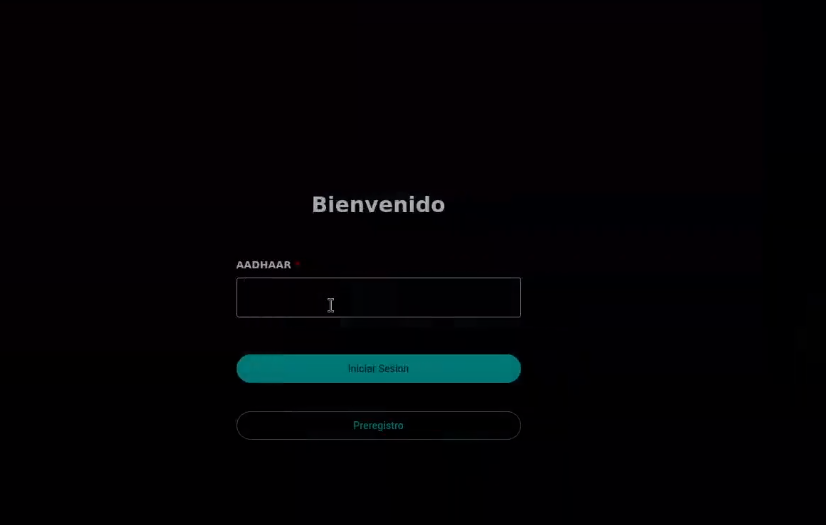 Bienvenido
AADHAAR *
Iniciar Sesion
Preregistro